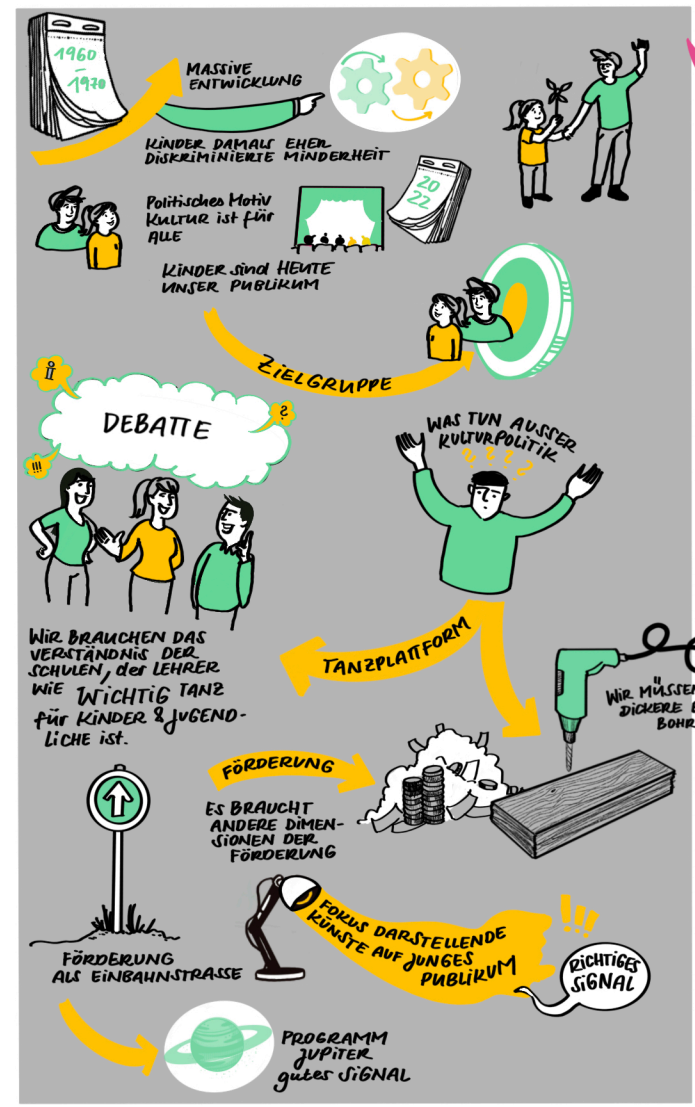 1960
-
1970
MASSIVE
ENTWICKLUNG
KINDER DAMALS EHER
DISKRIMINIERTE MINDERHEIT
Politisches Motiv
KULTUR ist für
ALLE
20
22
KINDER sind HEUTE
UNSER PUBLIKUM
ZIELGRUPPE
DEBATTE
?
!!!
WAS TUN AUSSER
KULTURPOLITIK
? ? ? ?
TANZPLATTFORM
WIR BRAUCHEN DAS
VERSTÄNDNIS DER
SCHULEN, der LEHRER
WIE WICHTIG TANZ
für KINDER & JUGEND-
LICHE ist.
WIR MÜSSEN
DICKERE
BOHR
FÖRDERUNG
ES BRAUCHT
ANDERE DIMEN-
SIONEN DER
FÖRDERUNG
FÖRDERUNG
ALS EINBAHNSTRASSE
FOKUS DARSTELLENDE
KÜNSTE AUF JUNGES
PUBLIKUM
!!!
RICHTIGES
SIGNAL
PROGRAMM
JUPITER
gutes SIGNAL